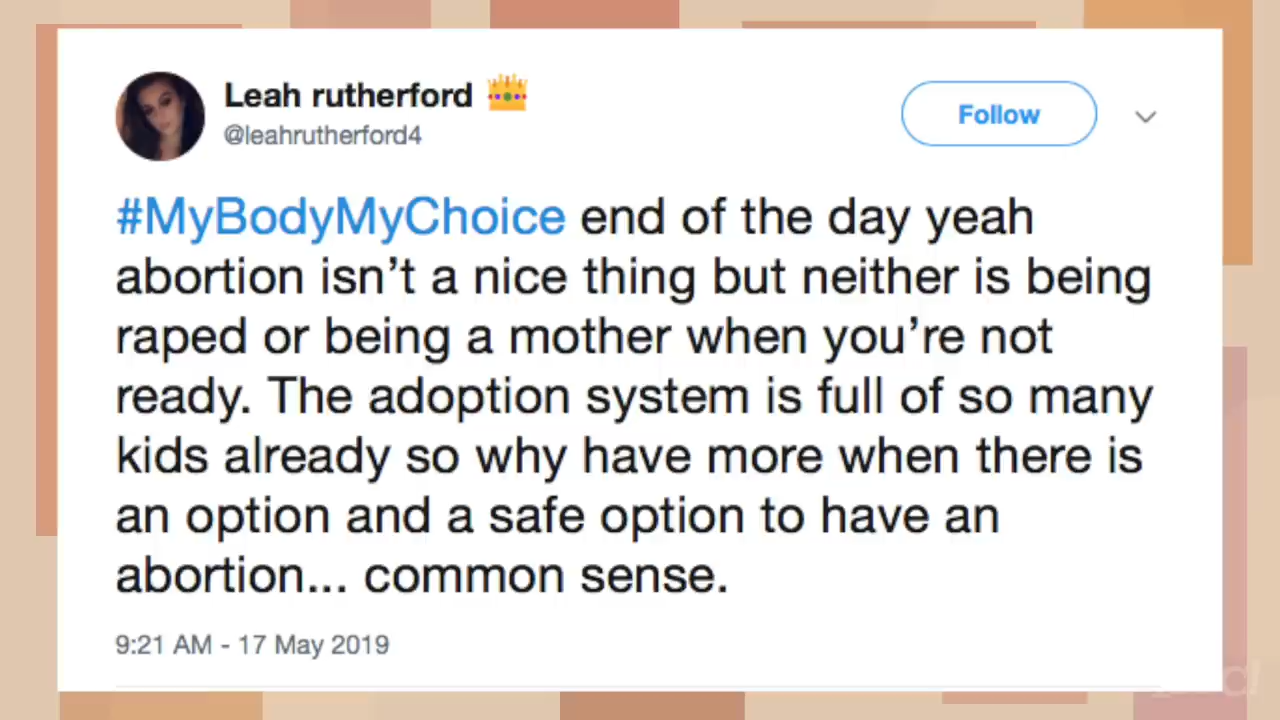 Leah rutherford 👑
@leahrutherford4
Follow
#MyBodyMyChoice end of the day yeah
abortion isn’t a nice thing but neither is being
raped or being a mother when you’re not
ready. The adoption system is full of so many
kids already so why have more when there is
an option and a safe option to have an
abortion... common sense.
9:21 AM - 17 May 2019